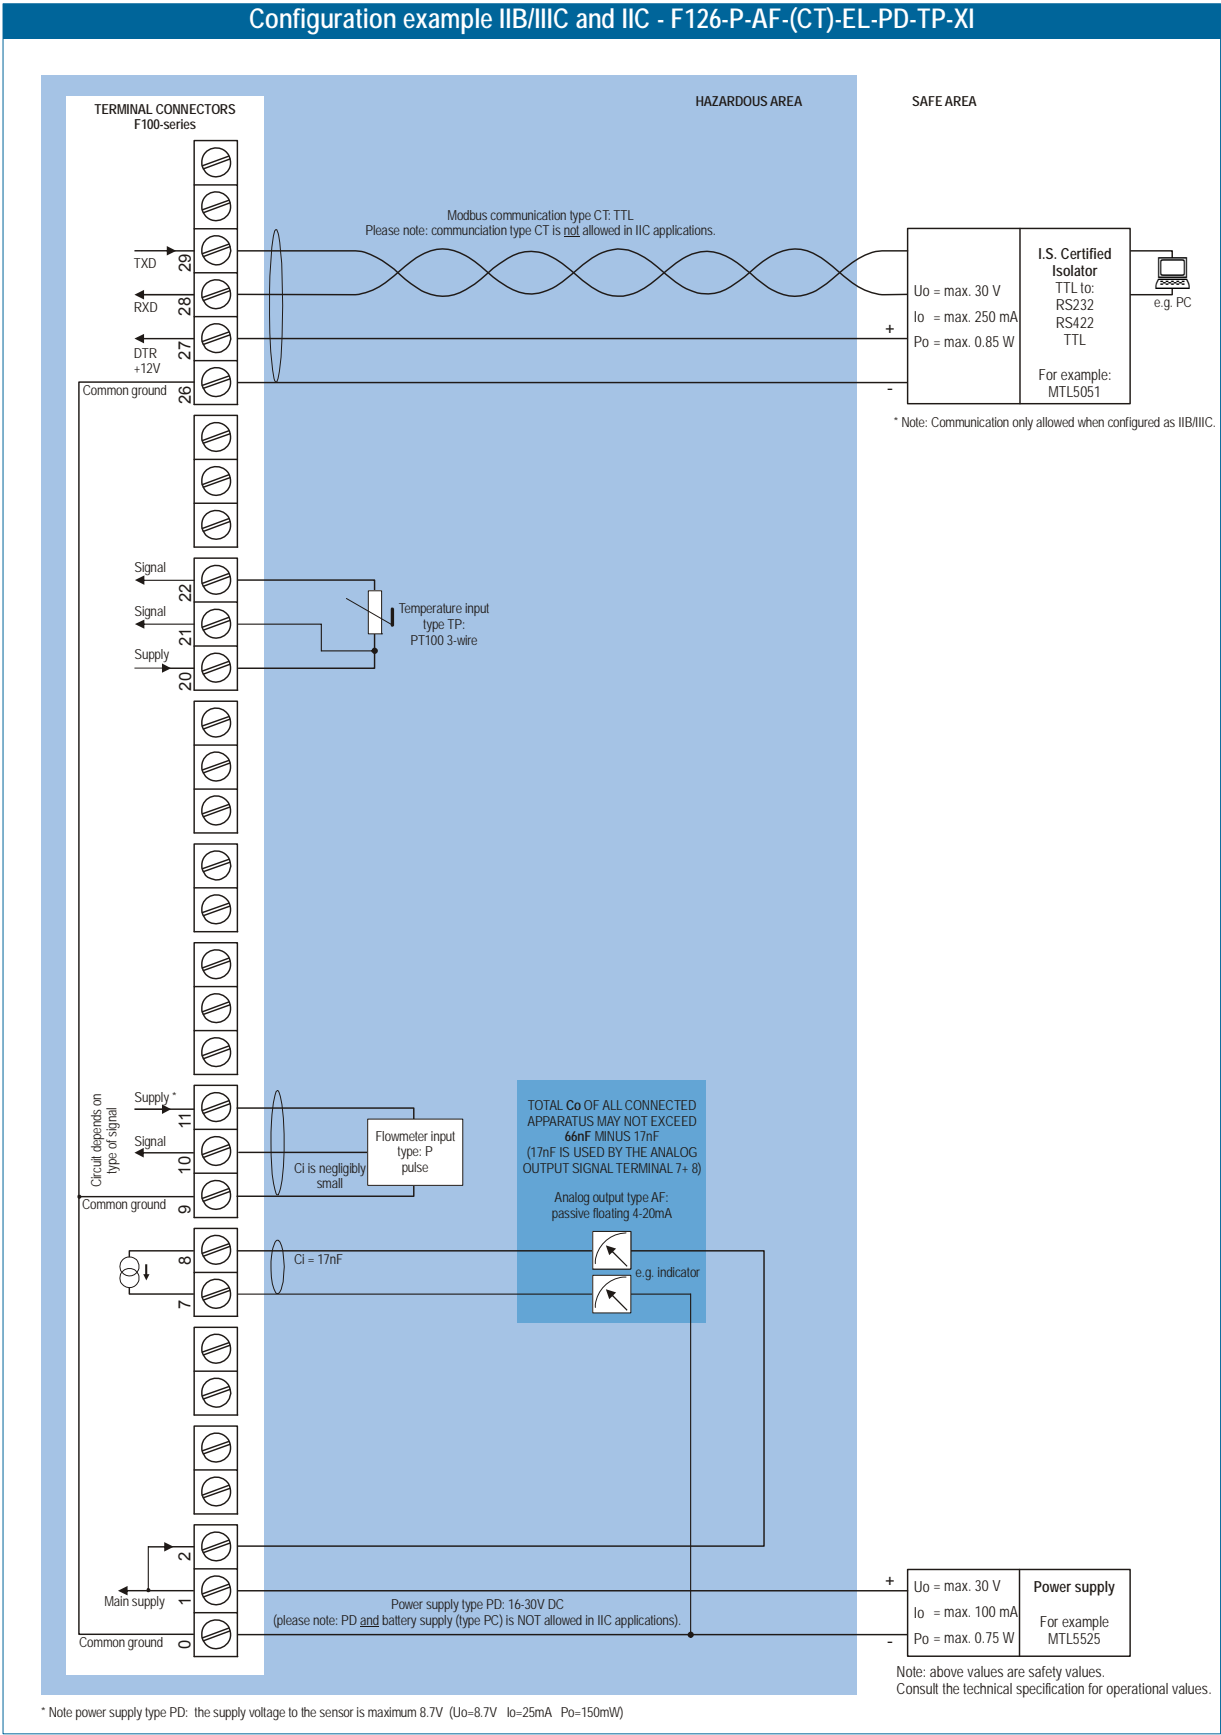 Configuration example IIB/IIIC and IIC - F126-P-AF-(CT)-EL-PD-TP-XI
TERMINAL CONNECTORS
F100-series
HAZARDOUS AREA
SAFE AREA
Modbus communication type CT: TTL
Please note: communciation type CT is not allowed in IIC applications.
TXD
29
RXD
28
DTR
+12V
27
Common ground
26
+
-
Uo = max. 30 V
Io = max. 250 mA
Po = max. 0.85 W
I.S. Certified
Isolator
TTL to:
RS232
RS422
TTL
For example:
MTL5051
e.g. PC
* Note: Communication only allowed when configured as IIB/IIIC.
Signal
22
Signal
21
Supply
20
Temperature input
type TP:
PT100 3-wire
Circuit depends on
type of signal
Supply *
11
Signal
10
Common ground
9
Flowmeter input
type: P
pulse
Ci is negligibly
small
TOTAL Co OF ALL CONNECTED
APPARATUS MAY NOT EXCEED
66nF MINUS 17nF
(17nF IS USED BY THE ANALOG
OUTPUT SIGNAL TERMINAL 7+ 8)
Analog output type AF:
passive floating 4-20mA
e.g. indicator
8
Ci = 17nF
7
2
Main supply
1
Common ground
0
Power supply type PD: 16-30V DC
(please note: PD and battery supply (type PC) is NOT allowed in IIC applications).
+
-
Uo = max. 30 V
Io = max. 100 mA
Po = max. 0.75 W
Power supply
For example
MTL5525
Note: above values are safety values.
Consult the technical specification for operational values.
* Note power supply type PD: the supply voltage to the sensor is maximum 8.7V (Uo=8.7V Io=25mA Po=150mW)